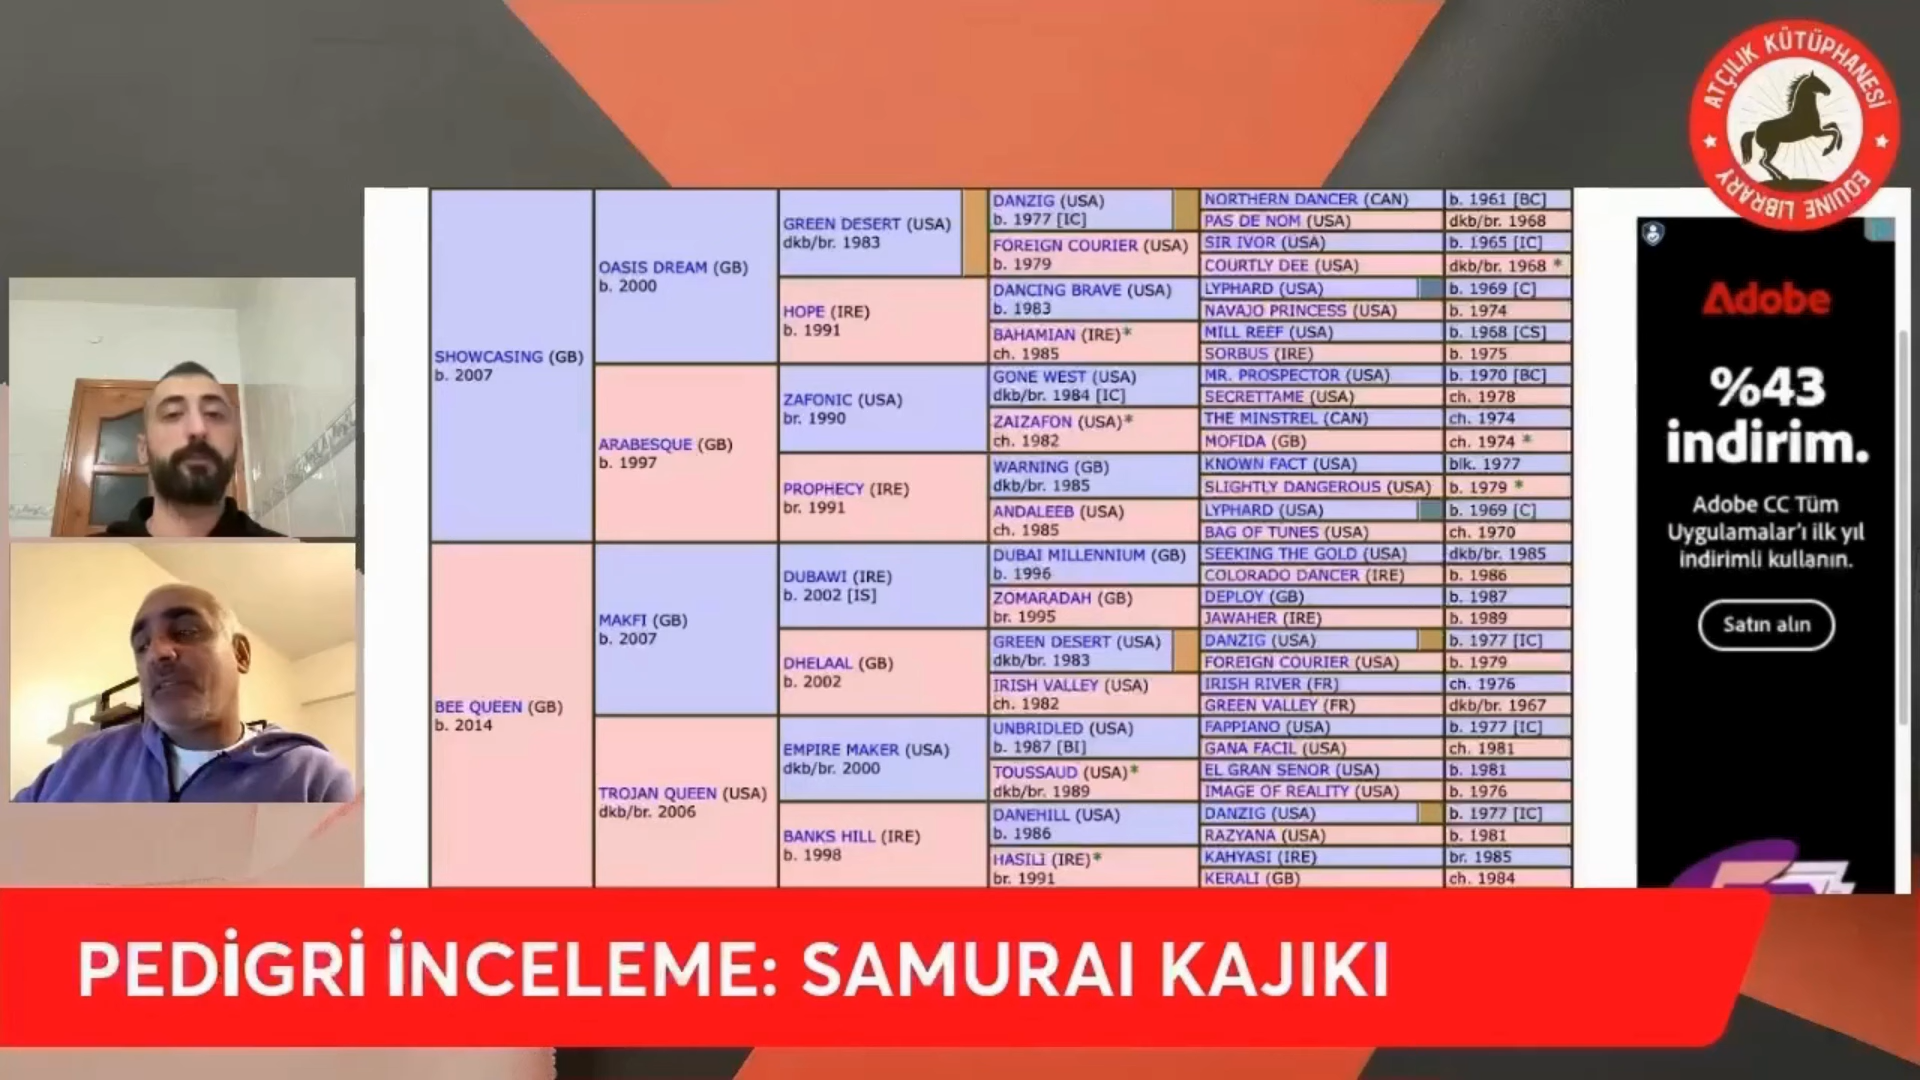 ATÇILIK KÜTÜPHANESİ
EQUINE LIBRARY
SHOWCASING (GB)
b. 2007
BEE QUEEN (GB)
b. 2014
OASIS DREAM (GB)
b. 2000
ARABESQUE (GB)
b. 1997
MAKFI (GB)
b. 2007
TROJAN QUEEN (USA)
dkb/br. 2006
GREEN DESERT (USA)
dkb/br. 1983
HOPE (IRE)
b. 1991
ZAFONIC (USA)
br. 1990
PROPHECY (IRE)
br. 1991
DUBAWI (IRE)
b. 2002 [IS]
DHELAAL (GB)
b. 2002
EMPIRE MAKER (USA)
dkb/br. 2000
BANKS HILL (IRE)
b. 1998
DANZIG (USA)
b. 1977 [IC]
FOREIGN COURIER (USA)
b. 1979
DANCING BRAVE (USA)
b. 1983
BAHAMIAN (IRE)*
ch. 1985
GONE WEST (USA)
dkb/br. 1984 [IC]
ZAIZAFON (USA)*
ch. 1982
WARNING (GB)
dkb/br. 1985
ANDALEEB (USA)
ch. 1985
DUBAI MILLENNIUM (GB)
b. 1996
ZOMARADAH (GB)
br. 1995
GREEN DESERT (USA)
dkb/br. 1983
IRISH VALLEY (USA)
ch. 1982
UNBRIDLED (USA)
b. 1987 [BI]
TOUSSAUD (USA)*
dkb/br. 1989
DANEHILL (USA)
b. 1986
HASILI (IRE)*
br. 1991
NORTHERN DANCER (CAN) b. 1961 [BC]
PAS DE NOM (USA) dkb/br. 1968
SIR IVOR (USA) b. 1965 [IC]
COURTLY DEE (USA) dkb/br. 1968 *
LYPHARD (USA) b. 1969 [C]
NAVAJO PRINCESS (USA) b. 1974
MILL REEF (USA) b. 1968 [CS]
SORBUS (IRE) b. 1975
MR. PROSPECTOR (USA) b. 1970 [BC]
SECRETTAME (USA) ch. 1978
THE MINSTREL (CAN) ch. 1974
MOFIDA (GB) ch. 1974 *
KNOWN FACT (USA) blk. 1977
SLIGHTLY DANGEROUS (USA) b. 1979 *
LYPHARD (USA) b. 1969 [C]
BAG OF TUNES (USA) ch. 1970
SEEKING THE GOLD (USA) dkb/br. 1985
COLORADO DANCER (IRE) b. 1986
DEPLOY (GB) b. 1987
JAWAHER (IRE) b. 1989
DANZIG (USA) b. 1977 [IC]
FOREIGN COURIER (USA) b. 1979
IRISH RIVER (FR) ch. 1976
GREEN VALLEY (FR) dkb/br. 1967
FAPPIANO (USA) b. 1977 [IC]
GANA FACIL (USA) ch. 1981
EL GRAN SENOR (USA) b. 1981
IMAGE OF REALITY (USA) b. 1976
DANZIG (USA) b. 1977 [IC]
RAZYANA (USA) b. 1981
KAHYASI (IRE) br. 1985
KERALI (GB) ch. 1984
Adobe
%43
indirim.
Adobe CC Tüm
Uygulamalar'ı ilk yıl
indirimli kullanın.
Satın alın
PEDİGRİ İNCELEME: SAMURAI KAJIKI